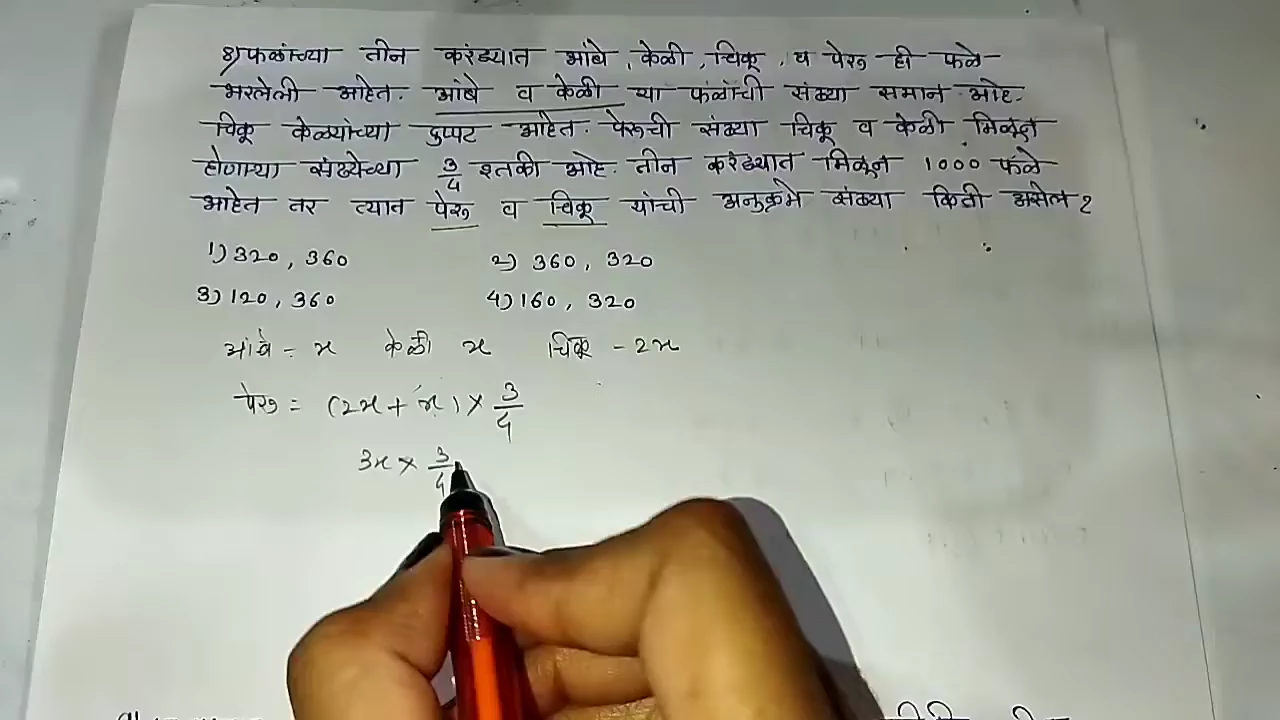 ४) फळांच्या तीन करंड्यात आंबे, केळी, चिकू, व पेरू ही फळे
भरलेली आहेत. आंबे व केळी या फळांची संख्या समान आहे.
चिकू केळ्यांच्या दुप्पट आहेत. पेरूची संख्या चिकू व केळी मिळून
होणाऱ्या संख्येच्या 3/4 इतकी आहे. तीन करंड्यात मिळून 1000 फळे
आहेत तर त्यात पेरू व चिकू यांची अनुक्रमे संख्या किती असेल ?
1) 320, 360 2) 360, 320
3) 120, 360 4) 160, 320
आंबे - x केळी x चिकू - 2x
पेरू = (2x + x) × 3/4
3x × 3/4